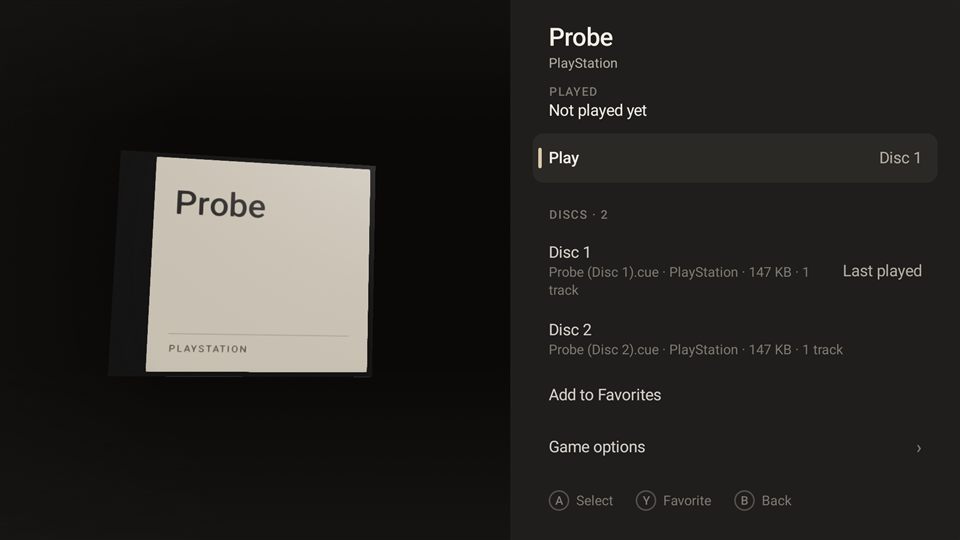 Probe
PLAYSTATION
Probe
PlayStation
PLAYED
Not played yet
Play Disc 1
DISCS · 2
Disc 1
Probe (Disc 1).cue · PlayStation · 147 KB · 1
track
Last played
Disc 2
Probe (Disc 2).cue · PlayStation · 147 KB · 1 track
Add to Favorites
Game options ›
A Select Y Favorite B Back